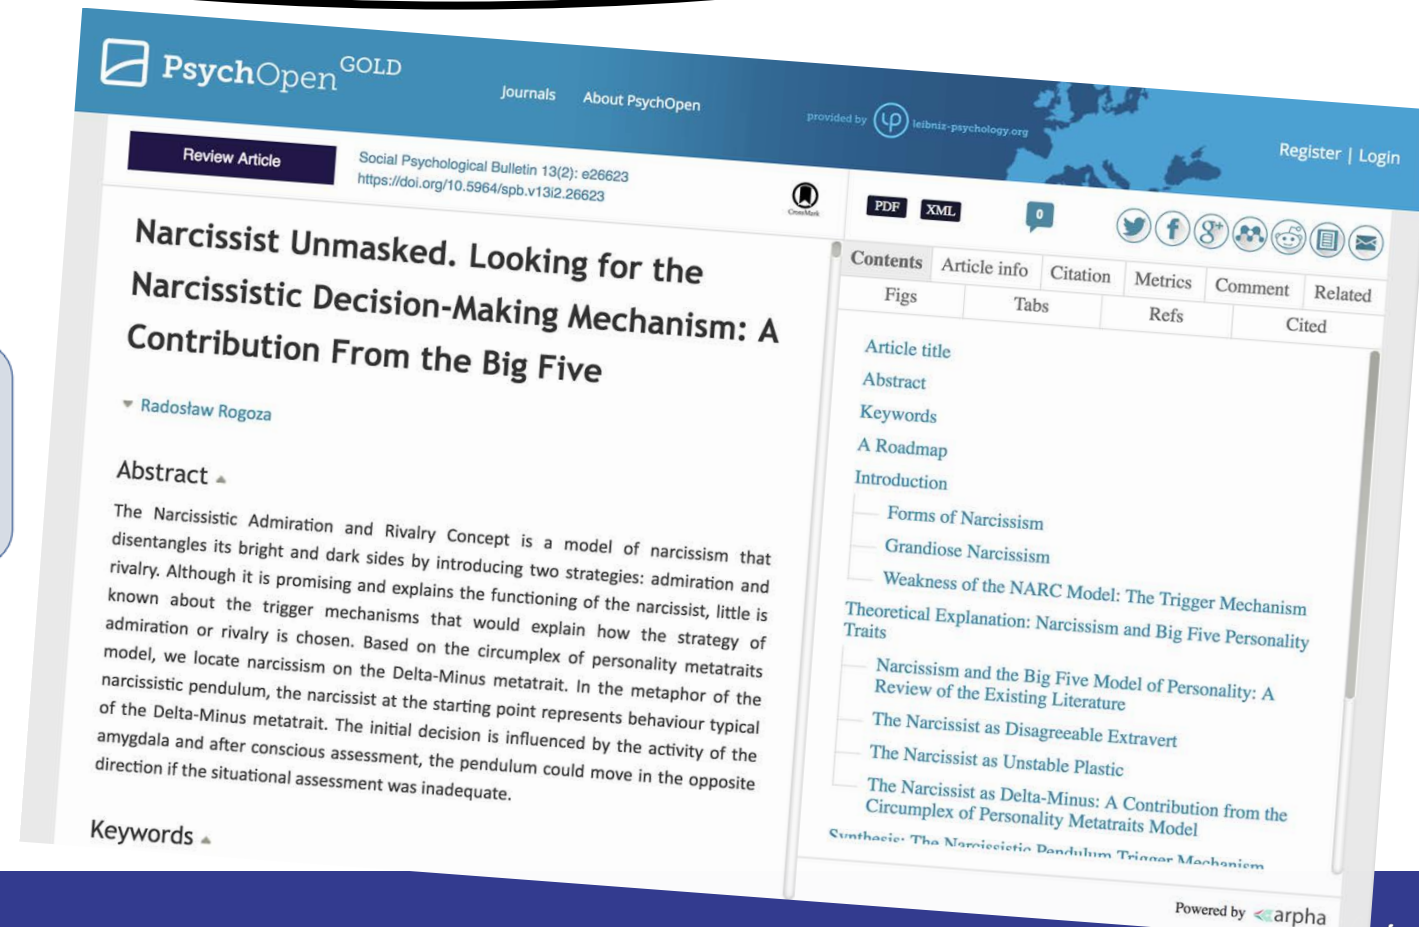 PsychOpen GOLD
Journals About PsychOpen
provided by leibniz-psychology.org
Register | Login
Review Article
Social Psychological Bulletin 13(2): e26623
https://doi.org/10.5964/spb.v13i2.26623
CrossMark
PDF XML
0
Narcissist Unmasked. Looking for the
Narcissistic Decision-Making Mechanism: A
Contribution From the Big Five
Radosław Rogoza
Abstract
The Narcissistic Admiration and Rivalry Concept is a model of narcissism that
disentangles its bright and dark sides by introducing two strategies: admiration and
rivalry. Although it is promising and explains the functioning of the narcissist, little is
known about the trigger mechanisms that would explain how the strategy of
admiration or rivalry is chosen. Based on the circumplex of personality metatraits
model, we locate narcissism on the Delta-Minus metatrait. In the metaphor of the
narcissistic pendulum, the narcissist at the starting point represents behaviour typical
of the Delta-Minus metatrait. The initial decision is influenced by the activity of the
amygdala and after conscious assessment, the pendulum could move in the opposite
direction if the situational assessment was inadequate.
Keywords
Contents Article info Citation Metrics Comment Related
Figs Tabs Refs Cited
Article title
Abstract
Keywords
A Roadmap
Introduction
Forms of Narcissism
Grandiose Narcissism
Weakness of the NARC Model: The Trigger Mechanism
Theoretical Explanation: Narcissism and Big Five Personality
Traits
Narcissism and the Big Five Model of Personality: A
Review of the Existing Literature
The Narcissist as Disagreeable Extravert
The Narcissist as Unstable Plastic
The Narcissist as Delta-Minus: A Contribution from the
Circumplex of Personality Metatraits Model
Synthesis: The Narcissistic Pendulum Trigger Mechanism
Powered by arpha